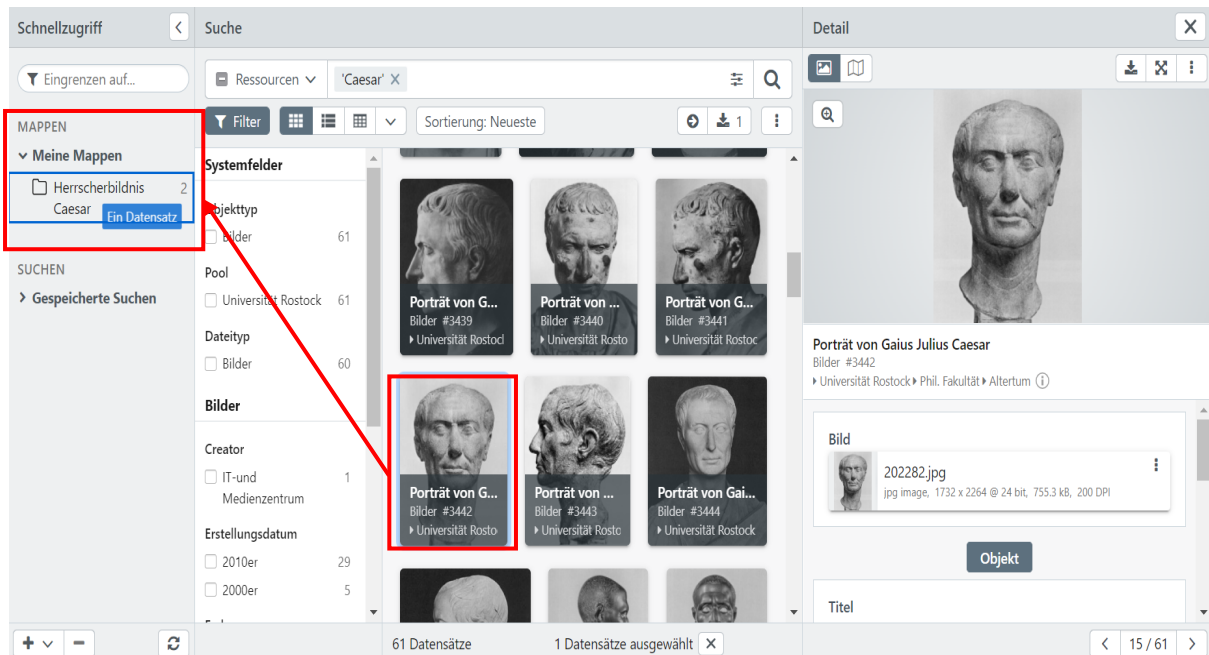 Schnellzugriff
Eingrenzen auf...
MAPPEN
Meine Mappen
Herrscherbildnis 2
Caesar
Ein Datensatz
SUCHEN
Gespeicherte Suchen
Suche
Ressourcen 'Caesar'
Filter Sortierung: Neueste 1
Systemfelder
bjekttyp
Bilder 61
Pool
Universität Rostock 61
Dateityp
Bilder 60
Bilder
Creator
IT-und 1
Medienzentrum
Erstellungsdatum
2010er 29
2000er 5
Porträt von G...
Bilder #3439
Universität Rostocl
Porträt von ...
Bilder #3440
Universität Rosto
Porträt von G...
Bilder #3441
Universität Rostoc
Porträt von G...
Bilder #3442
Universität Rosto
Porträt von ...
Bilder #3443
Universität Rostc
Porträt von Gai...
Bilder #3444
Universität Rostock
61 Datensätze 1 Datensätze ausgewählt
Detail
Porträt von Gaius Julius Caesar
Bilder #3442
Universität Rostock Phil. Fakultät Altertum
Bild
202282.jpg
jpg image, 1732 x 2264 @ 24 bit, 755.3 kB, 200 DPI
Objekt
Titel
15 / 61